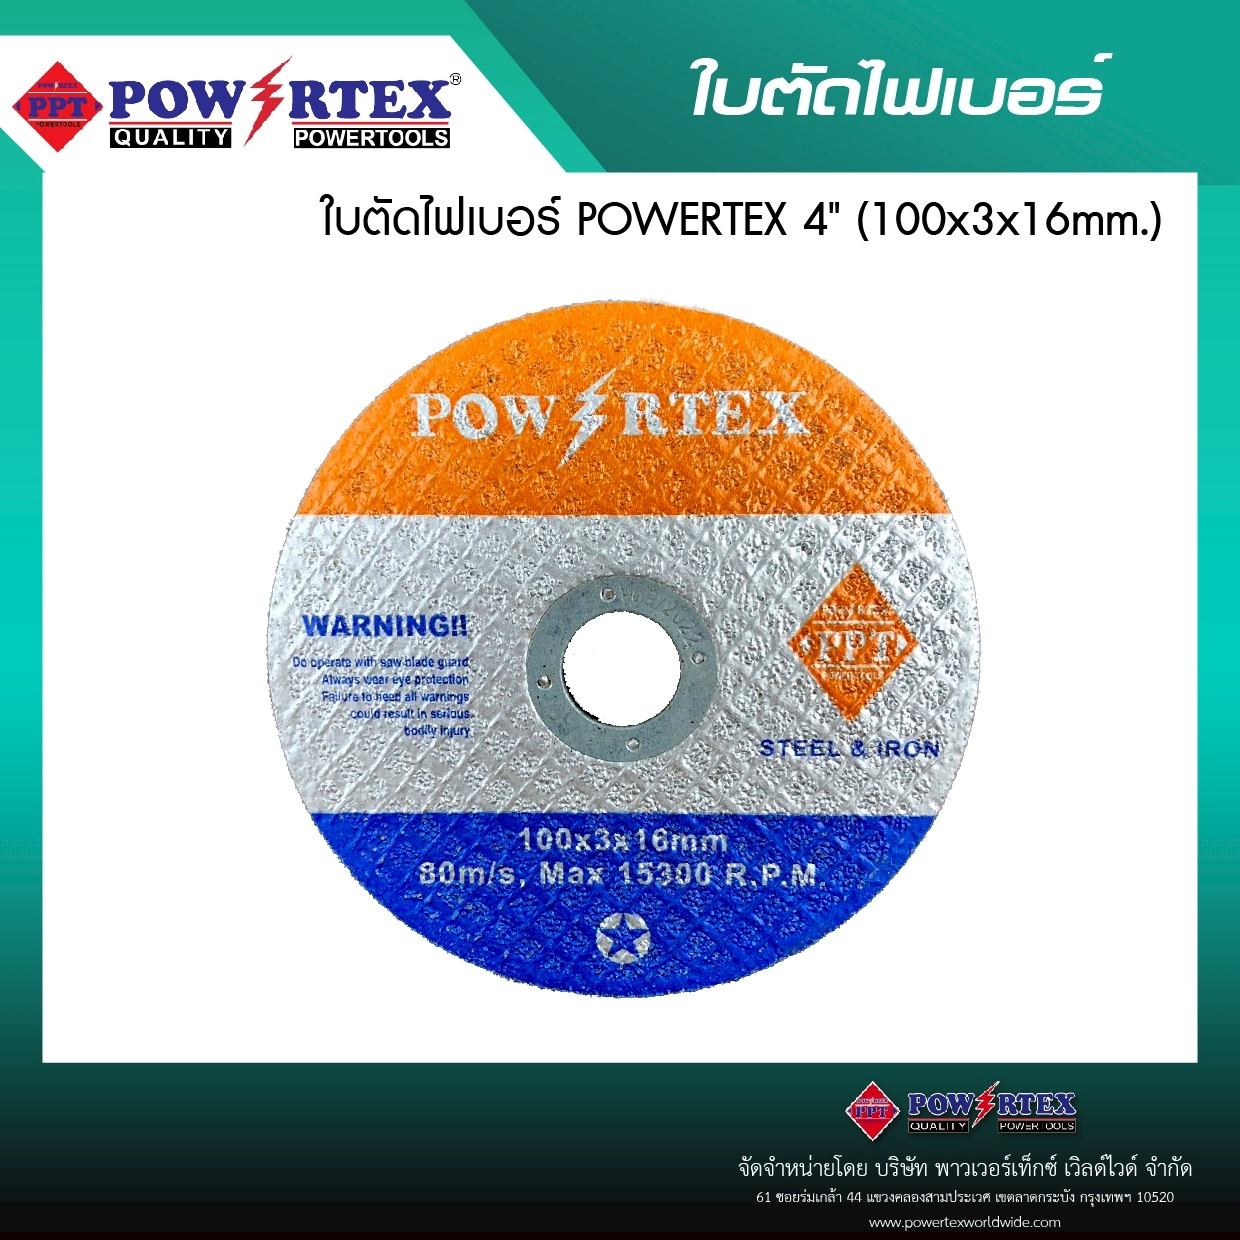 PPT
POWERTEX
POWERTOOLS
POWERTEX®
QUALITY POWERTOOLS
ใบตัดไฟเบอร์
ใบตัดไฟเบอร์ POWERTEX 4" (100x3x16mm.)
POWERTEX
WARNING!!
Do operate with saw blade guard
Always wear eye protection
Failure to heed all warnings
could result in serious
bodily injury
POWERTEX
PPT
POWERTOOLS
STEEL & IRON
100x3x16mm
80m/s, Max 15300 R.P.M.
PPT
POWERTEX
QUALITY POWERTOOLS
จัดจำหน่ายโดย บริษัท พาวเวอร์เท็กซ์ เวิลด์ไวด์ จำกัด
61 ซอยร่มเกล้า 44 แขวงคลองสามประเวศ เขตลาดกระบัง กรุงเทพฯ 10520
www.powertexworldwide.com